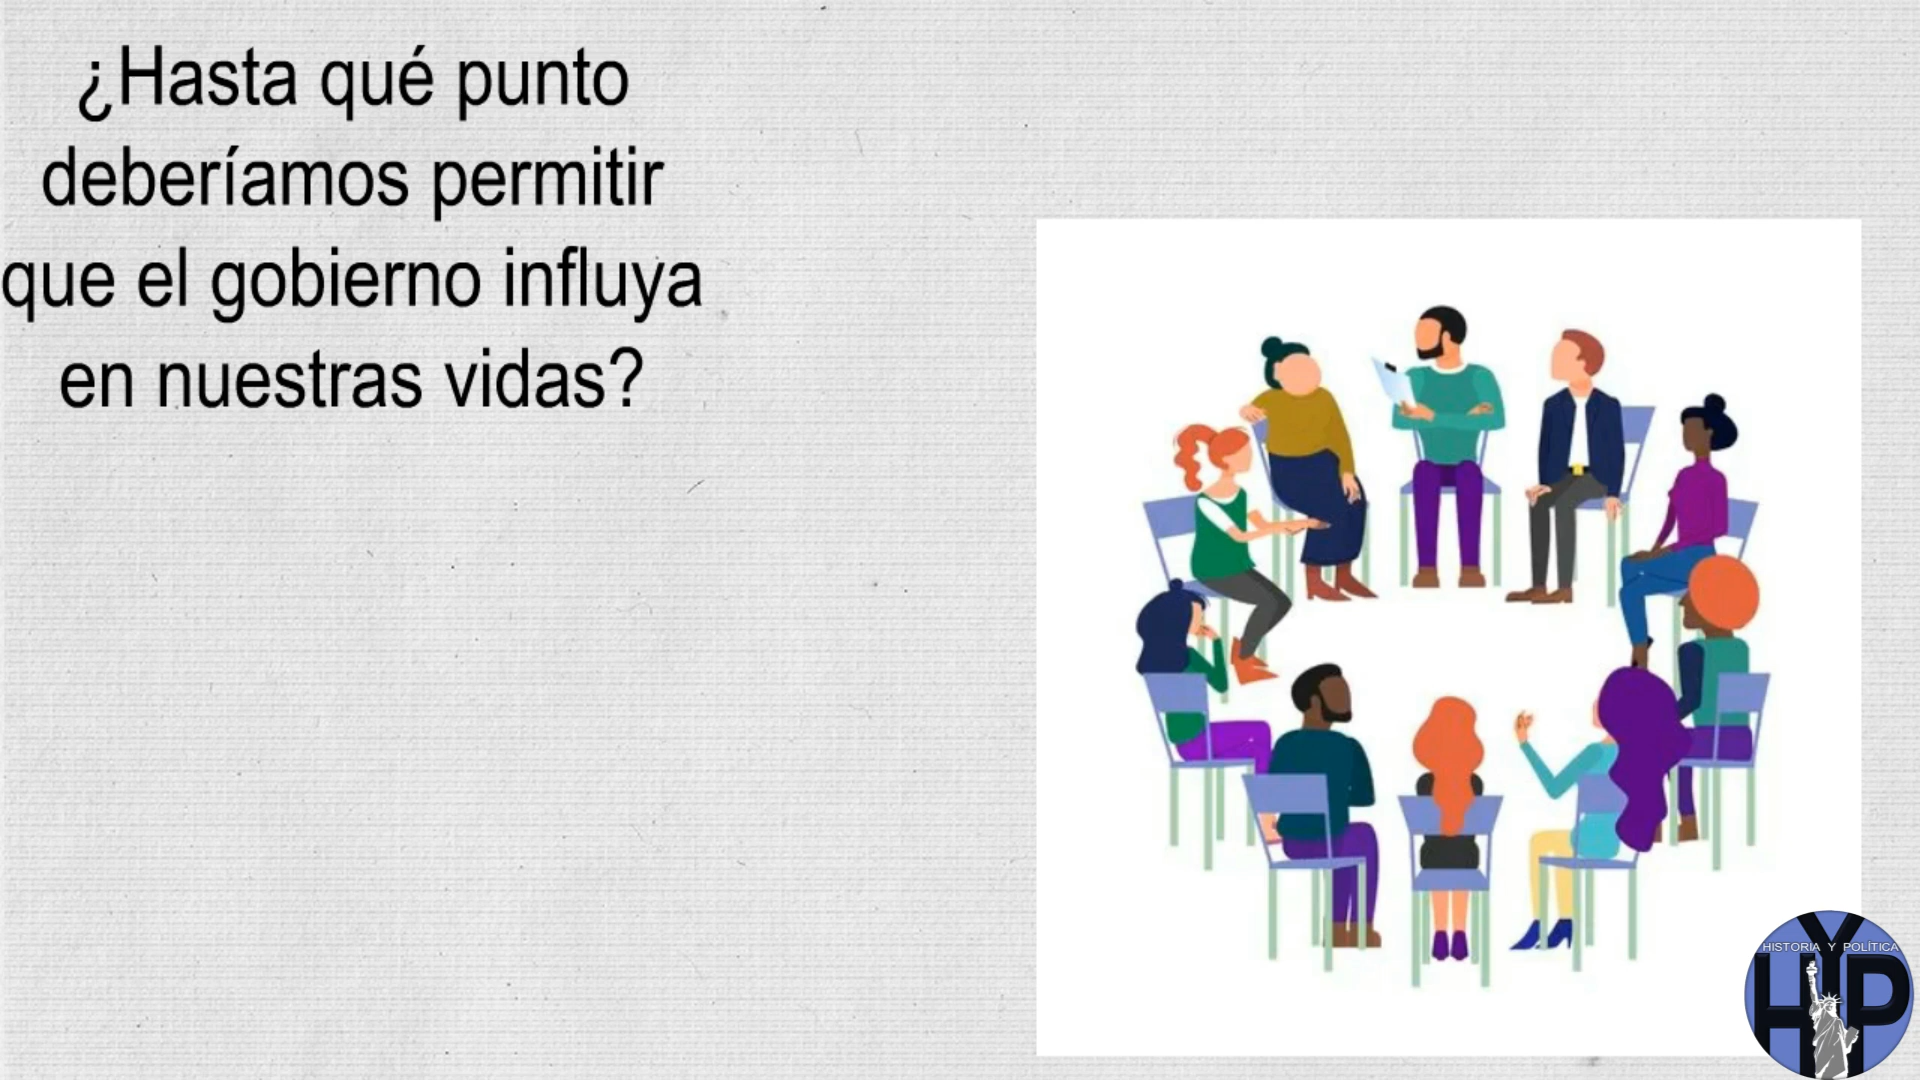 ¿Hasta qué punto
deberíamos permitir
que el gobierno influya
en nuestras vidas?
HISTORIA Y POLÍTICA
HYP